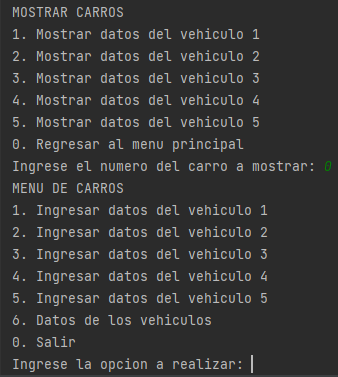 MOSTRAR CARROS
1. Mostrar datos del vehiculo 1
2. Mostrar datos del vehiculo 2
3. Mostrar datos del vehiculo 3
4. Mostrar datos del vehiculo 4
5. Mostrar datos del vehiculo 5
0. Regresar al menu principal
Ingrese el numero del carro a mostrar: 0
MENU DE CARROS
1. Ingresar datos del vehiculo 1
2. Ingresar datos del vehiculo 2
3. Ingresar datos del vehiculo 3
4. Ingresar datos del vehiculo 4
5. Ingresar datos del vehiculo 5
6. Datos de los vehiculos
0. Salir
Ingrese la opcion a realizar: